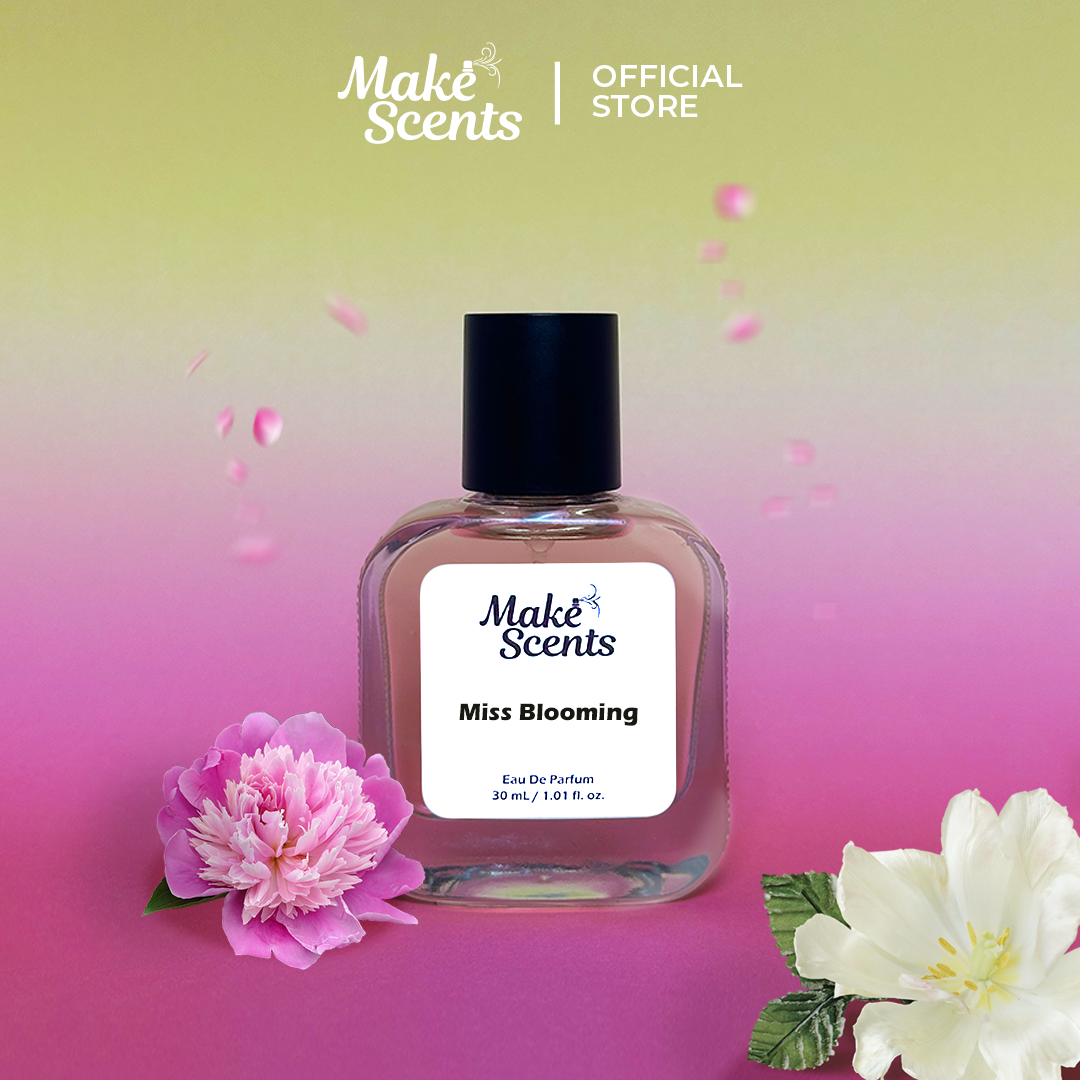 Make
Scents
OFFICIAL
STORE
Make
Scents
Miss Blooming
Eau De Parfum
30 mL / 1.01 fl. oz.